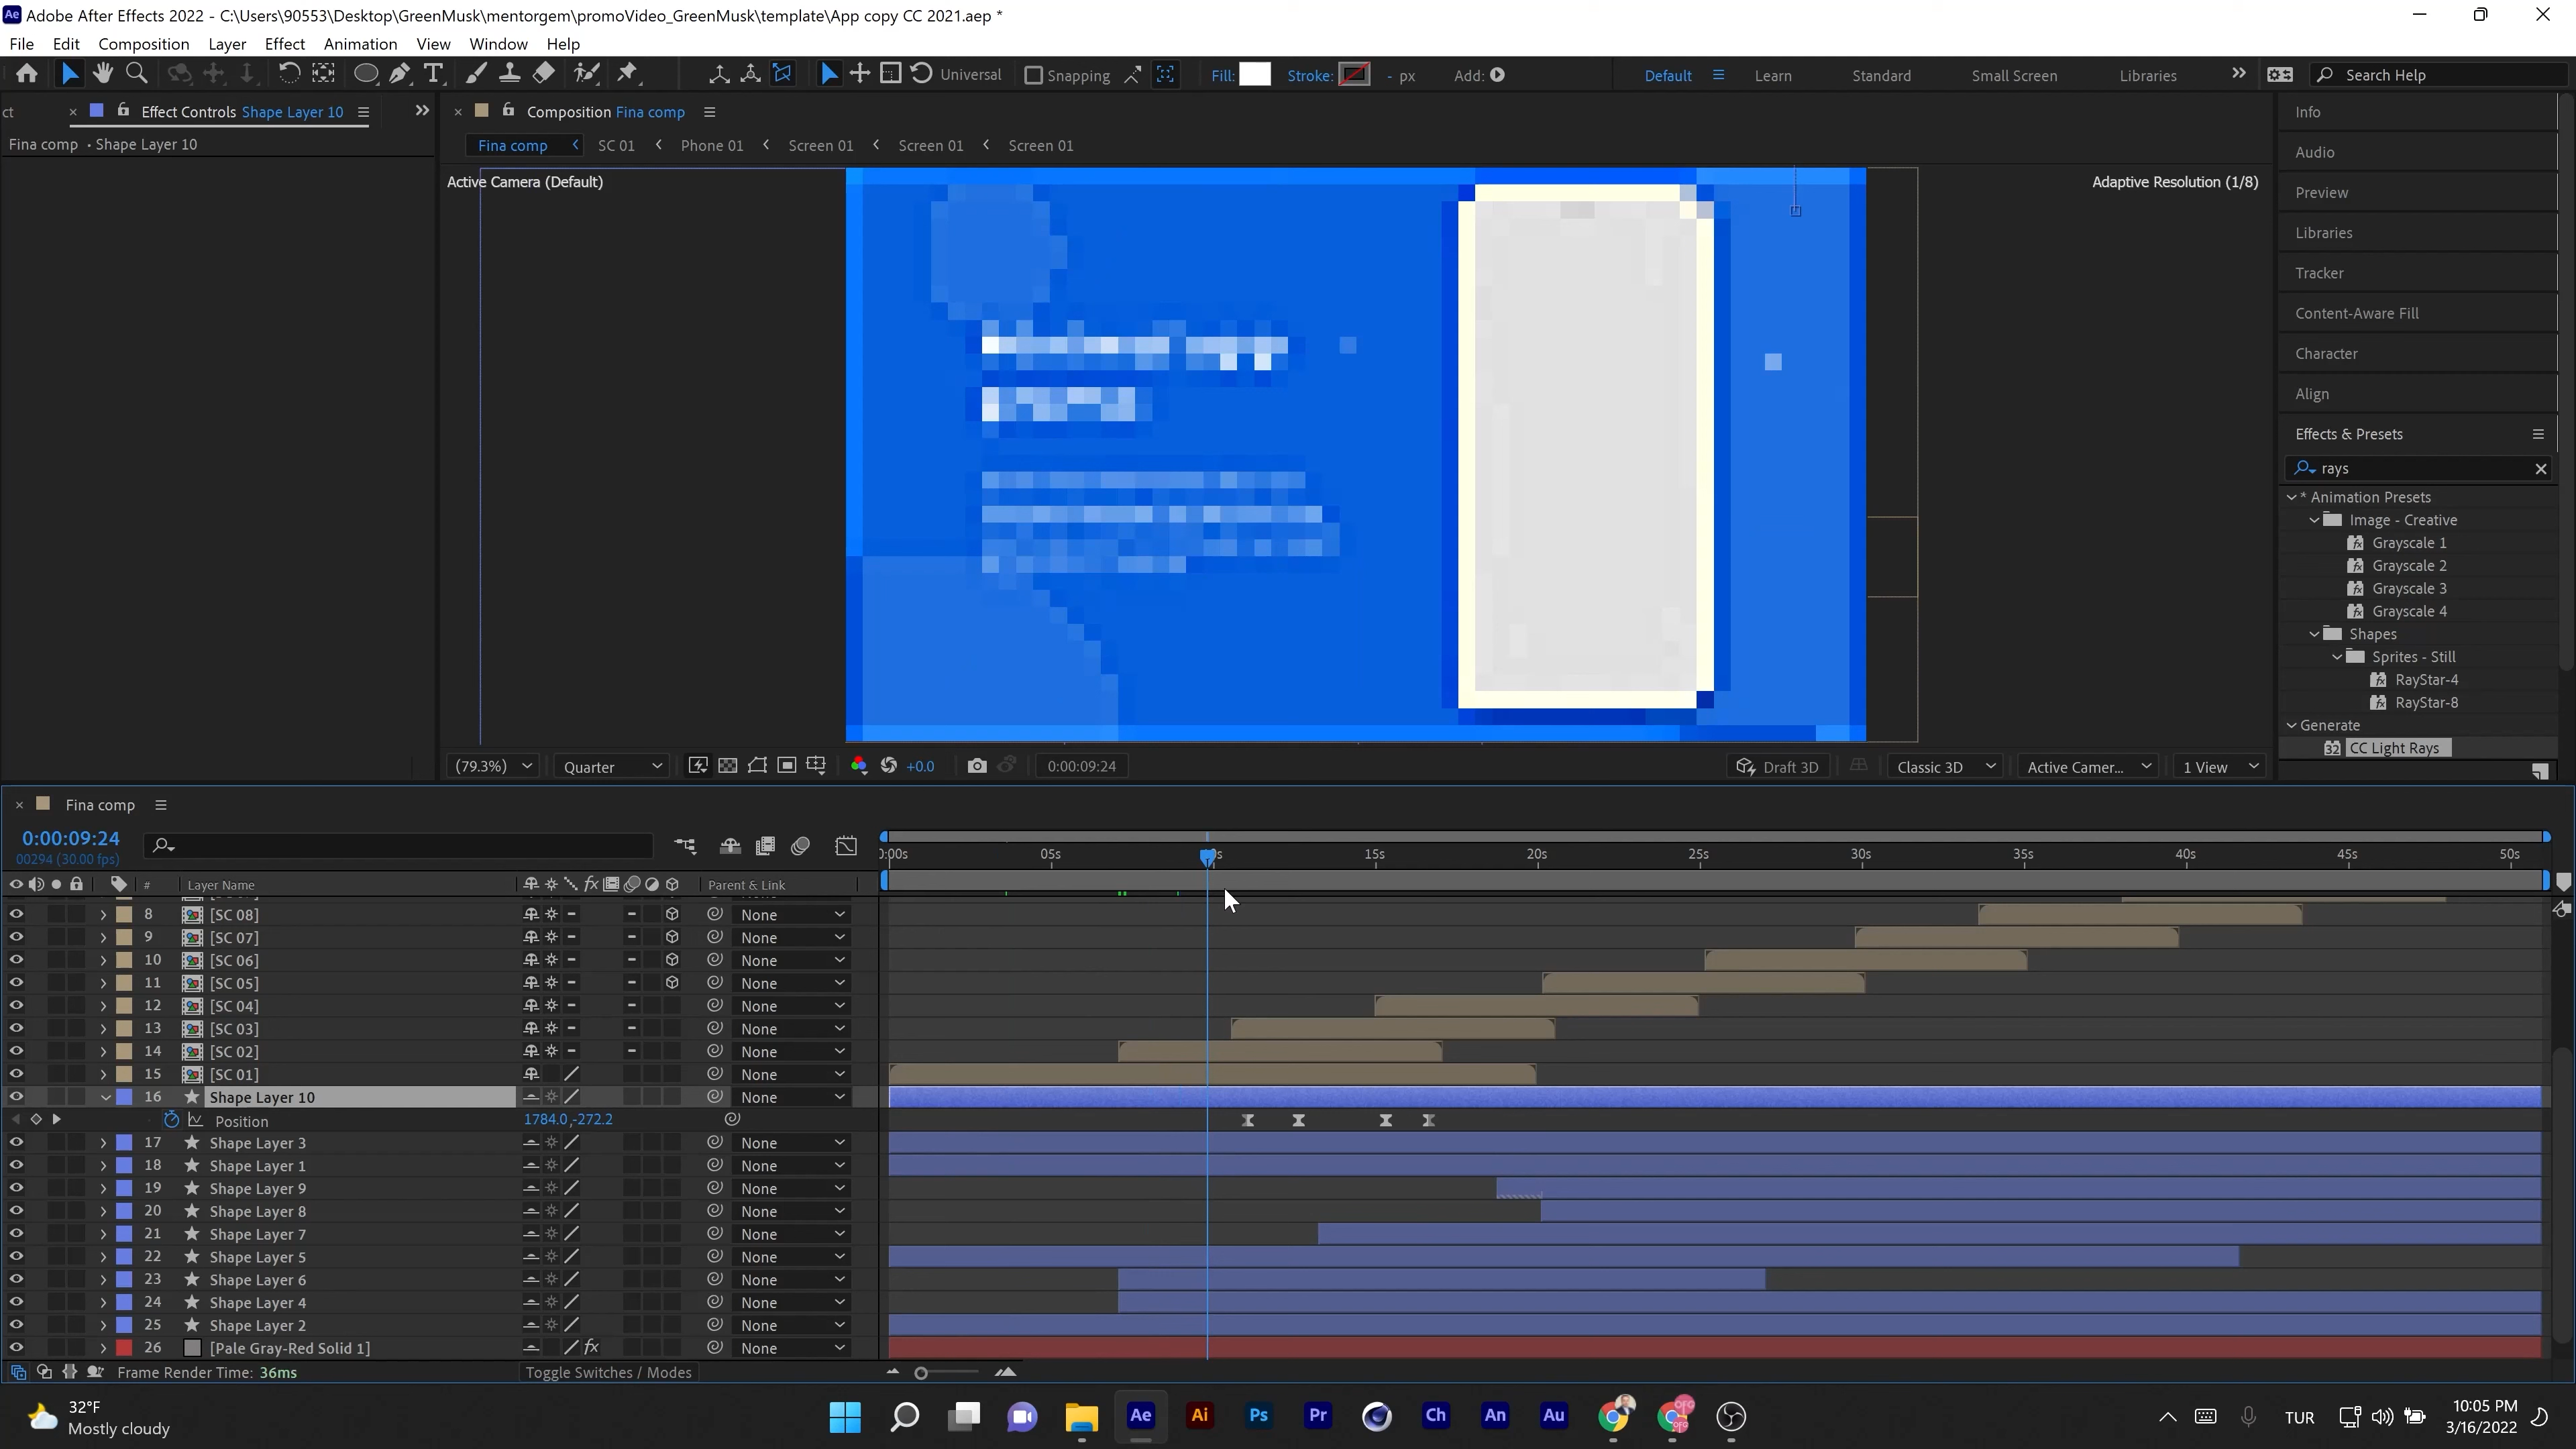 Ae Adobe After Effects 2022 - C:\Users\90553\Desktop\GreenMusk\mentorgem\promoVideo_GreenMusk\template\App copy CC 2021.aep *
File Edit Composition Layer Effect Animation View Window Help
T Universal Snapping Fill: Stroke: - px Add: Default Learn Standard Small Screen Libraries Search Help
ct Effect Controls Shape Layer 10
Composition Fina comp
Fina comp • Shape Layer 10
Fina comp SC 01 Phone 01 Screen 01 Screen 01 Screen 01
Active Camera (Default)
Adaptive Resolution (1/8)
Info
Audio
Preview
Libraries
Tracker
Content-Aware Fill
Character
Align
Effects & Presets
rays
* Animation Presets
Image - Creative
Grayscale 1
Grayscale 2
Grayscale 3
Grayscale 4
Shapes
Sprites - Still
RayStar-4
RayStar-8
Generate
32 CC Light Rays
(79.3%) Quarter +0.0 0:00:09:24 Draft 3D Classic 3D Active Camer... 1 View
Fina comp
0:00:09:24
00294 (30.00 fps)
05s 15s 20s 25s 30s 35s 40s 45s 50s
# Layer Name fx Parent & Link
8 [SC 08] None
9 [SC 07] None
10 [SC 06] None
11 [SC 05] None
12 [SC 04] None
13 [SC 03] None
14 [SC 02] None
15 [SC 01] None
16 Shape Layer 10 None
Position 1784.0,-272.2
17 Shape Layer 3 None
18 Shape Layer 1 None
19 Shape Layer 9 None
20 Shape Layer 8 None
21 Shape Layer 7 None
22 Shape Layer 5 None
23 Shape Layer 6 None
24 Shape Layer 4 None
25 Shape Layer 2 None
26 [Pale Gray-Red Solid 1] fx None
Frame Render Time: 36ms Toggle Switches / Modes
32°F
Mostly cloudy
Ae Ai Ps Pr Ch An Au
TUR
10:05 PM
3/16/2022